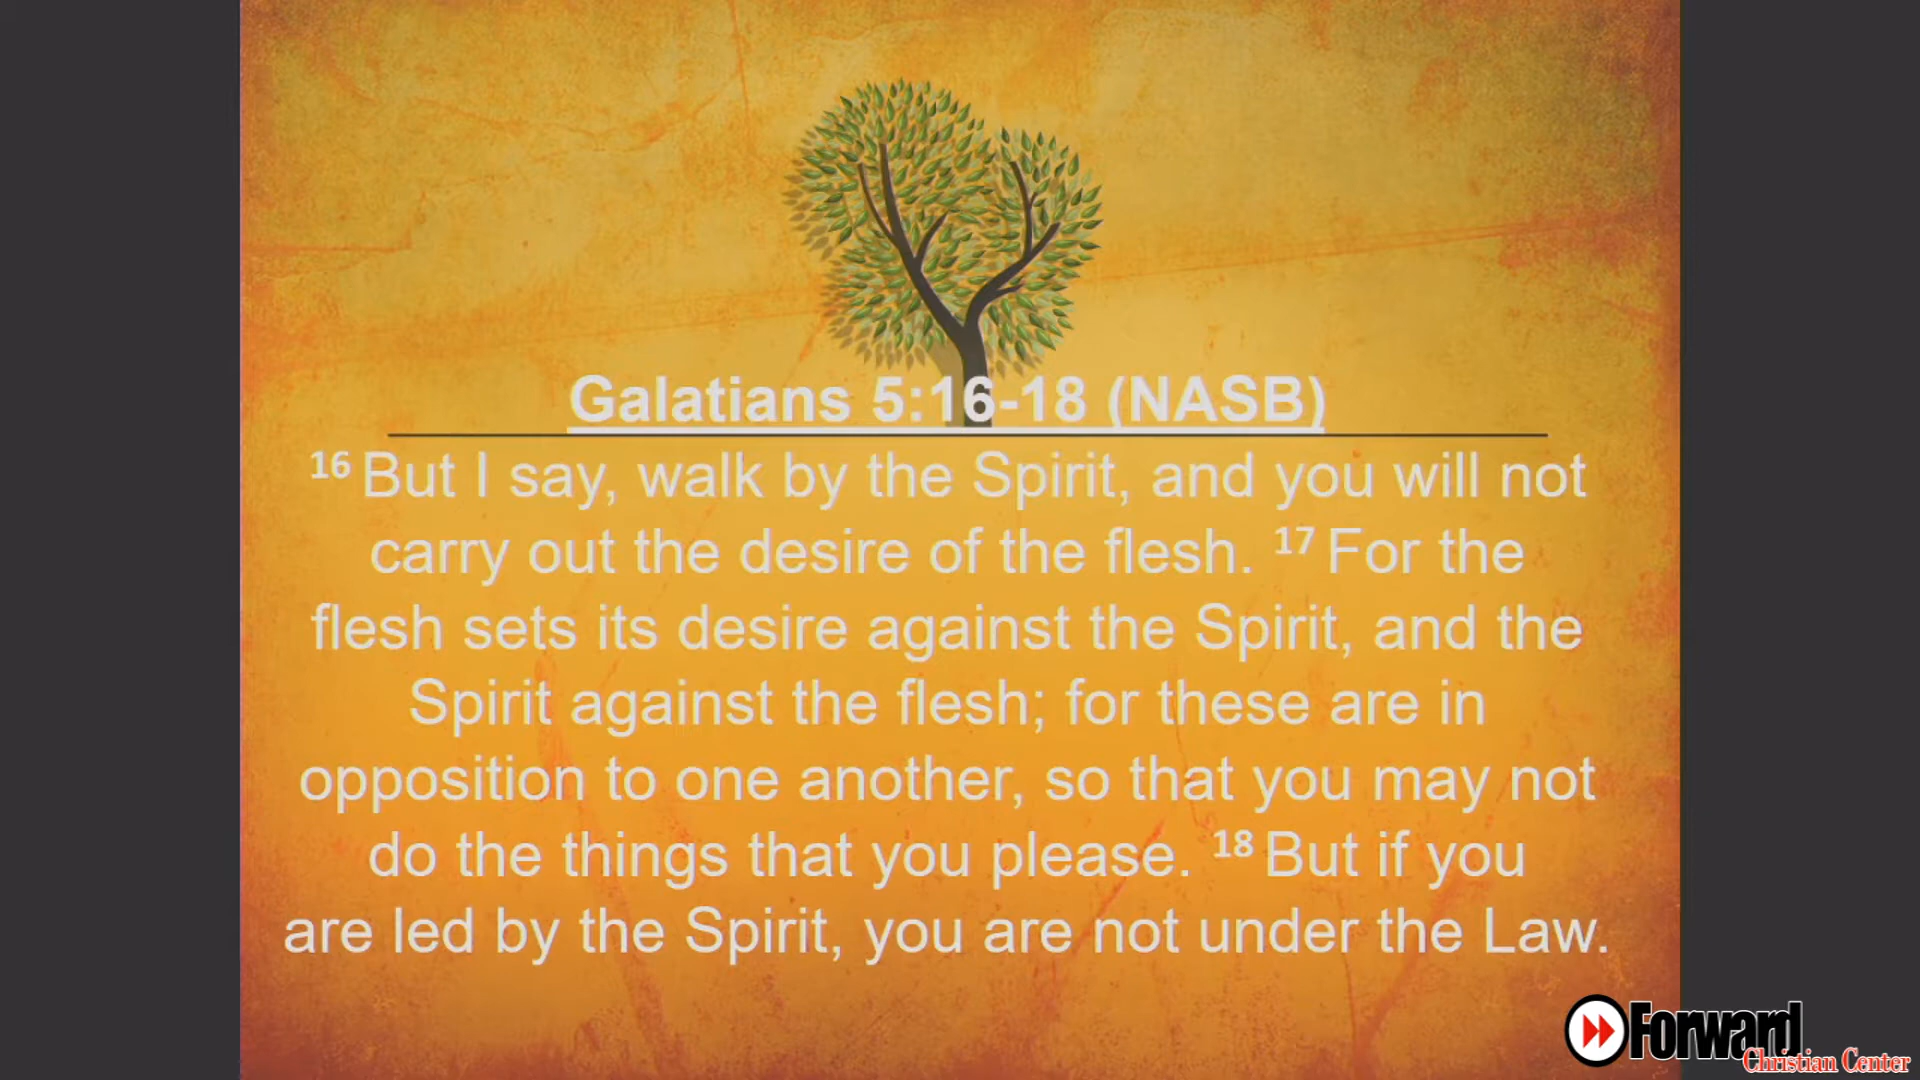 Galatians 5:16-18 (NASB)
16 But I say, walk by the Spirit, and you will not
carry out the desire of the flesh. 17 For the
flesh sets its desire against the Spirit, and the
Spirit against the flesh; for these are in
opposition to one another, so that you may not
do the things that you please. 18 But if you
are led by the Spirit, you are not under the Law.
Forward
Christian Center